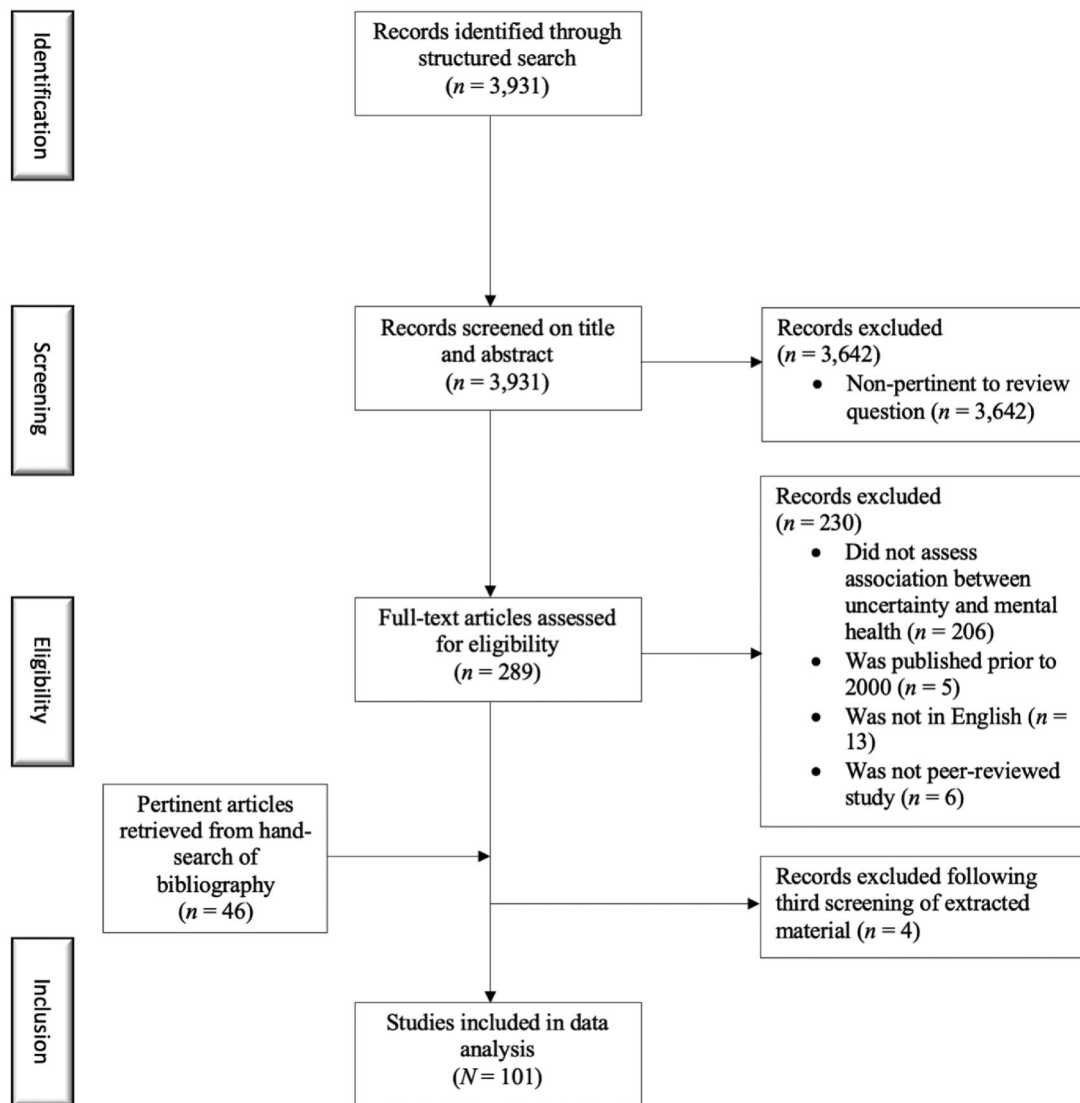 Identification
Records identified through
structured search
(n = 3,931)
Screening
Records screened on title
and abstract
(n = 3,931)
Records excluded
(n = 3,642)
• Non-pertinent to review
question (n = 3,642)
Eligibility
Full-text articles assessed
for eligibility
(n = 289)
Records excluded
(n = 230)
• Did not assess
association between
uncertainty and mental
health (n = 206)
• Was published prior to
2000 (n = 5)
• Was not in English (n =
13)
• Was not peer-reviewed
study (n = 6)
Pertinent articles
retrieved from hand-
search of
bibliography
(n = 46)
Records excluded following
third screening of extracted
material (n = 4)
Inclusion
Studies included in data
analysis
(N = 101)